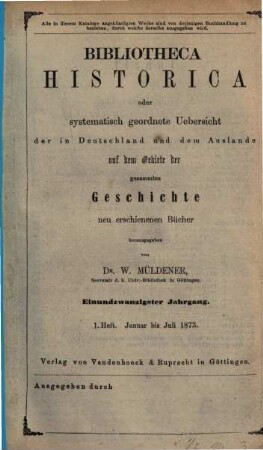 Alle in diesem Kataloge angekündigten Werke sind von derjenigen Buchhandlung zu
beziehen, durch welche derselbe ausgegeben wird.
BIBLIOTHECA
HISTORICA
oder
systematisch geordnete Uebersicht
der in Deutschland und dem Auslande
auf dem Gebiete der
gesammten
Geschichte
neu erschienenen Bücher
herausgegeben
von
Dr. W. MÜLDENER,
Secretair d. k. Univ.-Bibliothek in Göttingen.
Einundzwanzigster Jahrgang.
1. Heft. Januar bis Juli 1873.
Verlag von Vandenhoeck & Ruprecht in Göttingen.
Ausgegeben durch